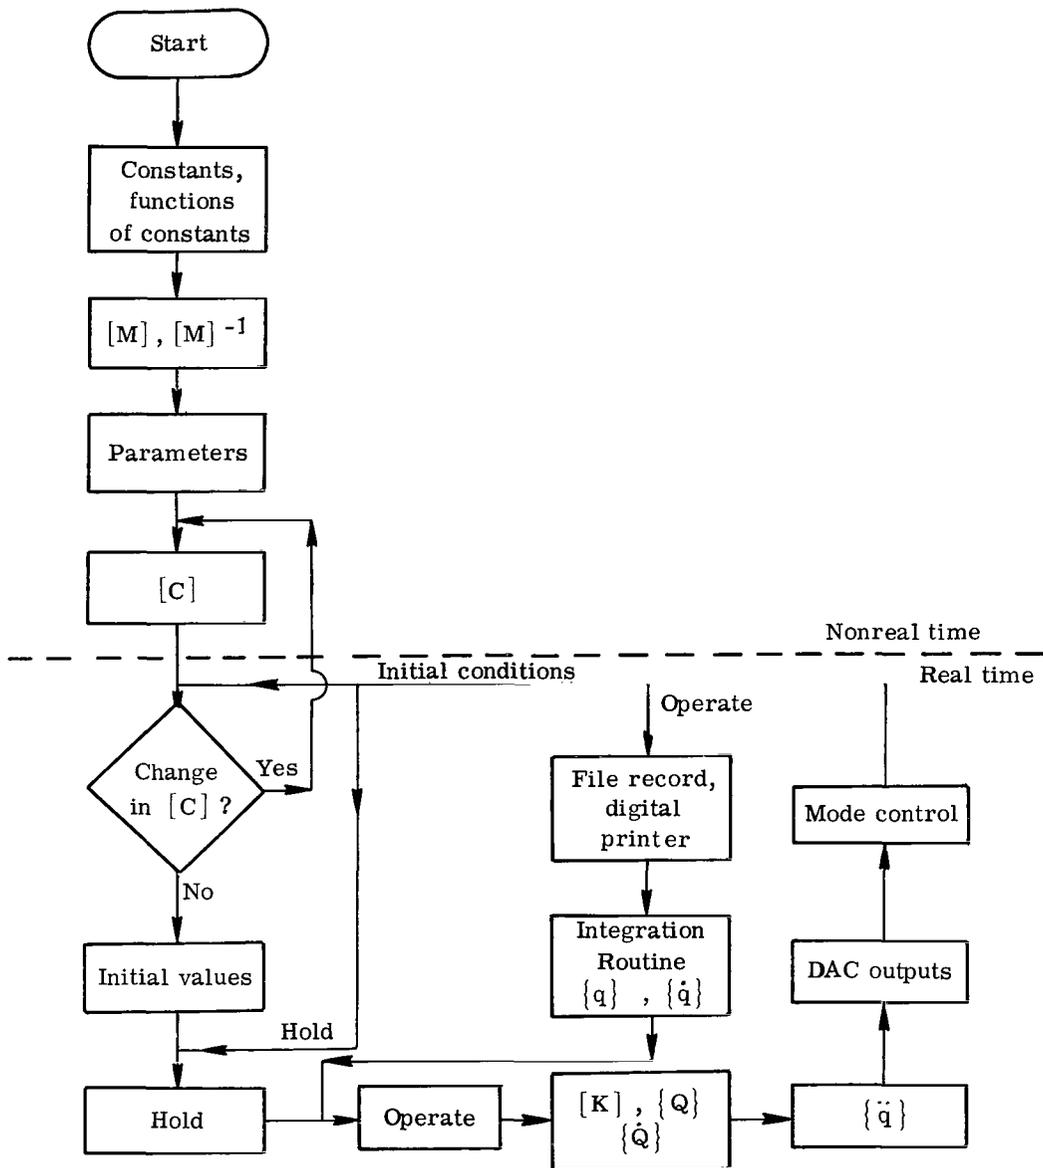 Start
Constants,
functions
of constants
[M] , [M] -1
Parameters
[C]
Nonreal time
Initial conditions
Real time
Operate
Change
in [C] ?
Yes
No
File record,
digital
printer
Mode control
Integration
Routine
{q} , {q̇}
DAC outputs
Initial values
Hold
Hold
Operate
[K] , {Q}
{Q̇}
{q̈}